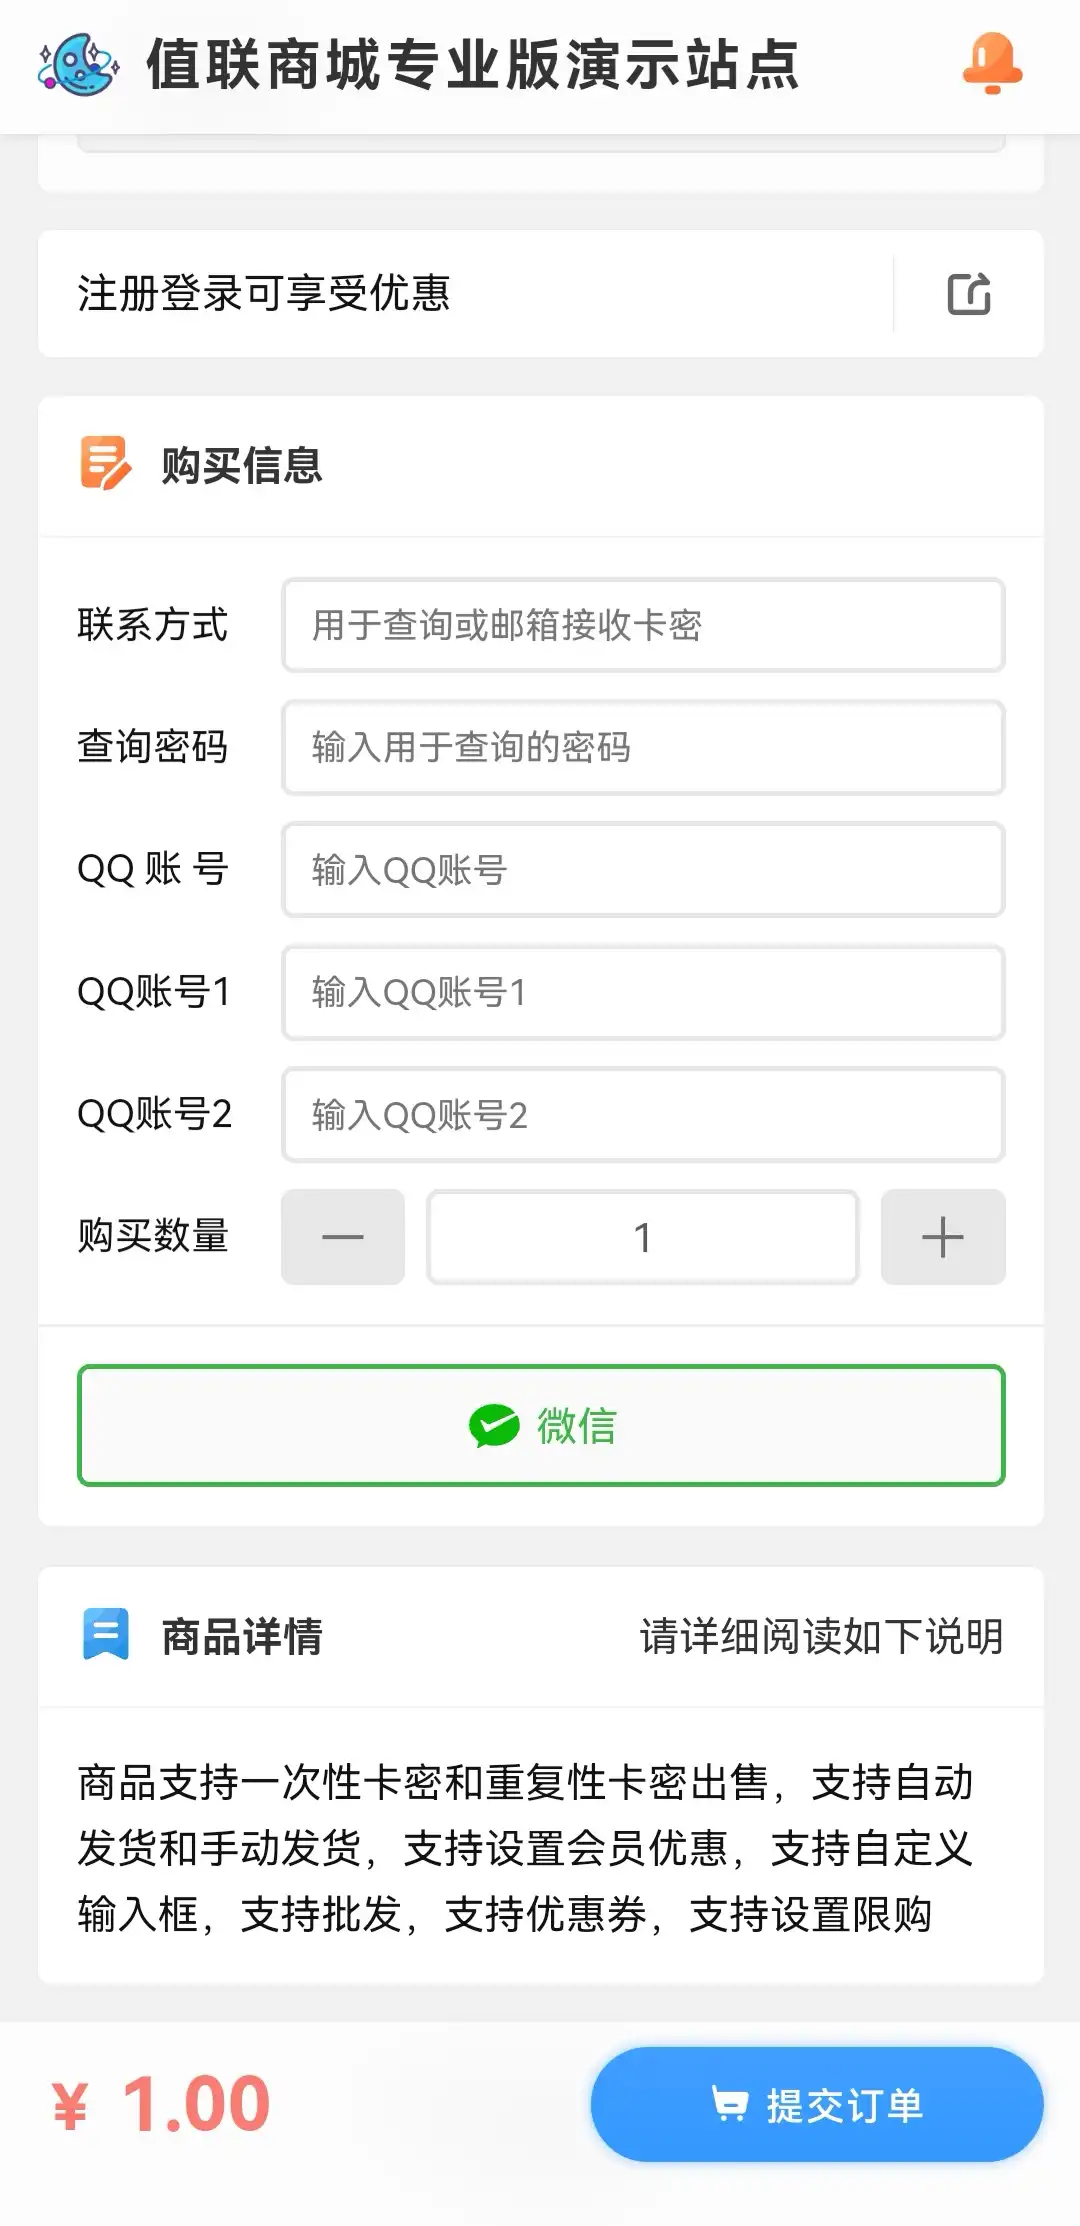 值联商城专业版演示站点
注册登录可享受优惠
购买信息
联系方式
用于查询或邮箱接收卡密
查询密码
输入用于查询的密码
QQ 账 号
输入QQ账号
QQ账号1
输入QQ账号1
QQ账号2
输入QQ账号2
购买数量
1
微信
商品详情
请详细阅读如下说明
商品支持一次性卡密和重复性卡密出售，支持自动
发货和手动发货，支持设置会员优惠，支持自定义
输入框，支持批发，支持优惠券，支持设置限购
¥ 1.00
提交订单